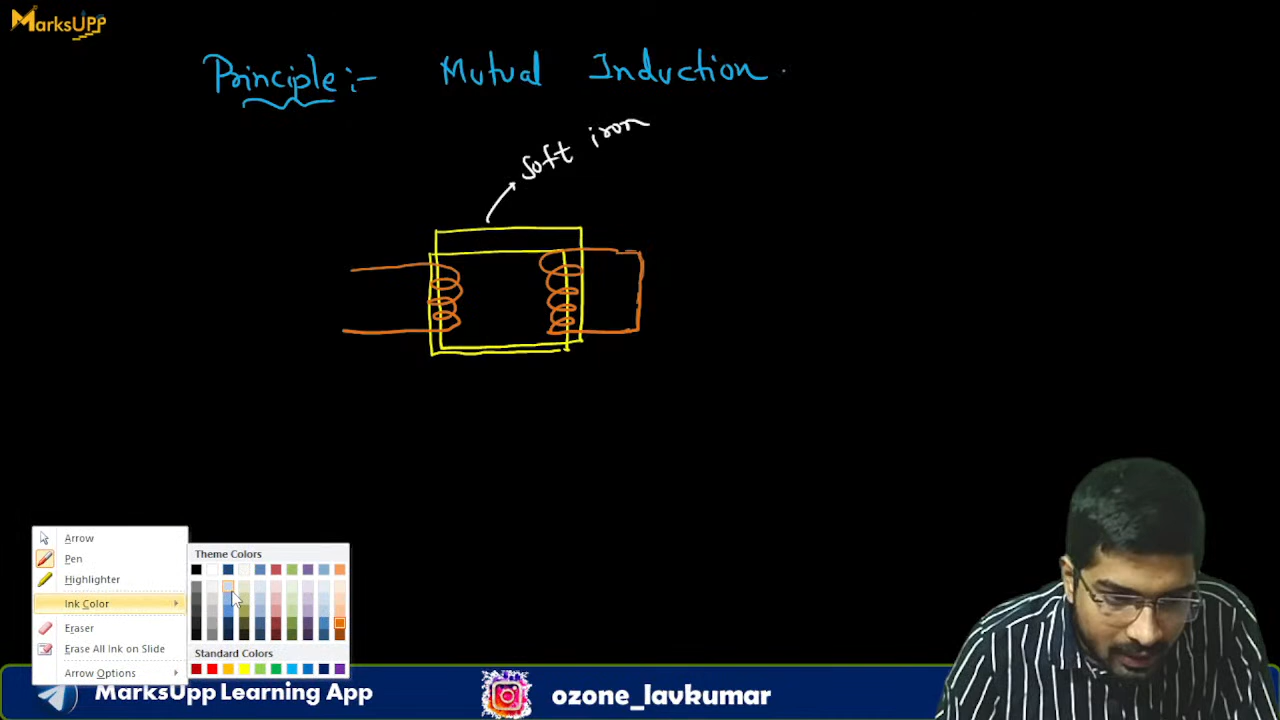 MarksUPP
Principle:- Mutual Induction.
Soft iron
Arrow
Pen
Highlighter
Ink Color
Eraser
Erase All Ink on Slide
Arrow Options
Theme Colors
Standard Colors
MarksUpp Learning App
ozone_lavkumar